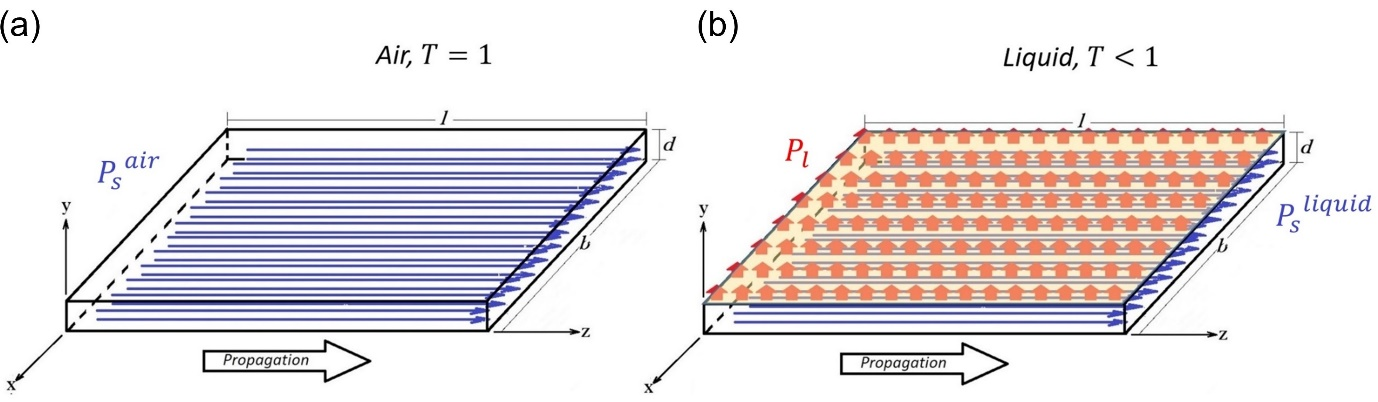 (a)
Air, T = 1
l
d
P_s^air
y
b
z
Propagation
x
(b)
Liquid, T < 1
l
d
P_l
P_s^liquid
y
b
z
Propagation
x